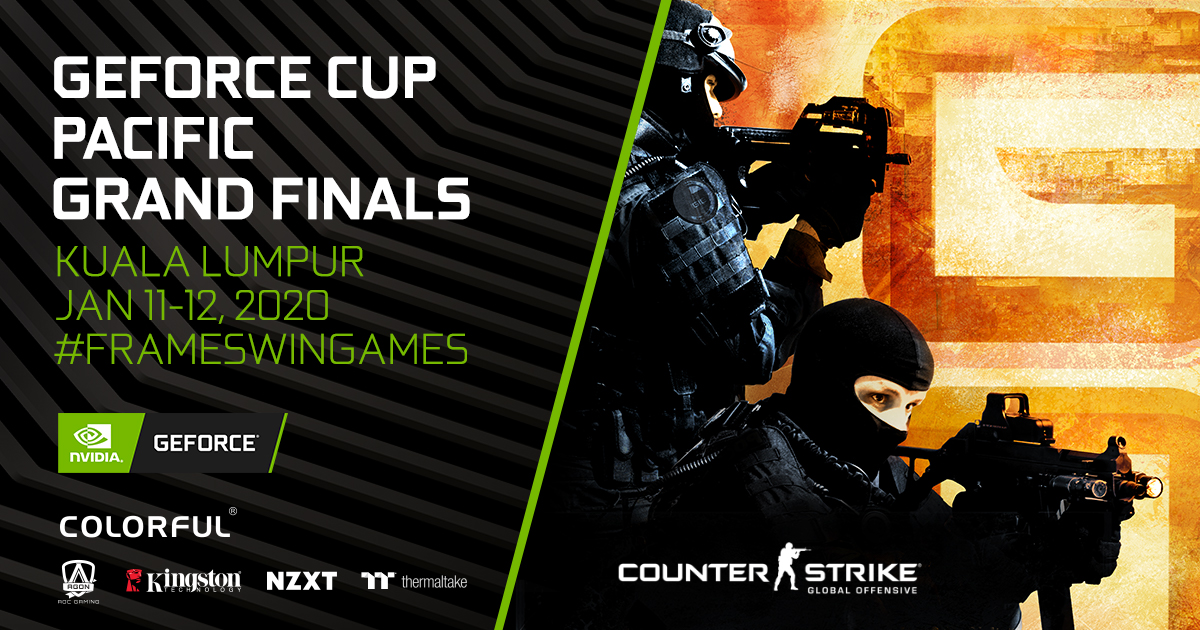 GEFORCE CUP
PACIFIC
GRAND FINALS
KUALA LUMPUR
JAN 11-12, 2020
#FRAMESWINGAMES
NVIDIA. GEFORCE®
COLORFUL®
AGON
AOC GAMING
Kingston
TECHNOLOGY
NZXT
thermaltake
COUNTER STRIKE
GLOBAL OFFENSIVE